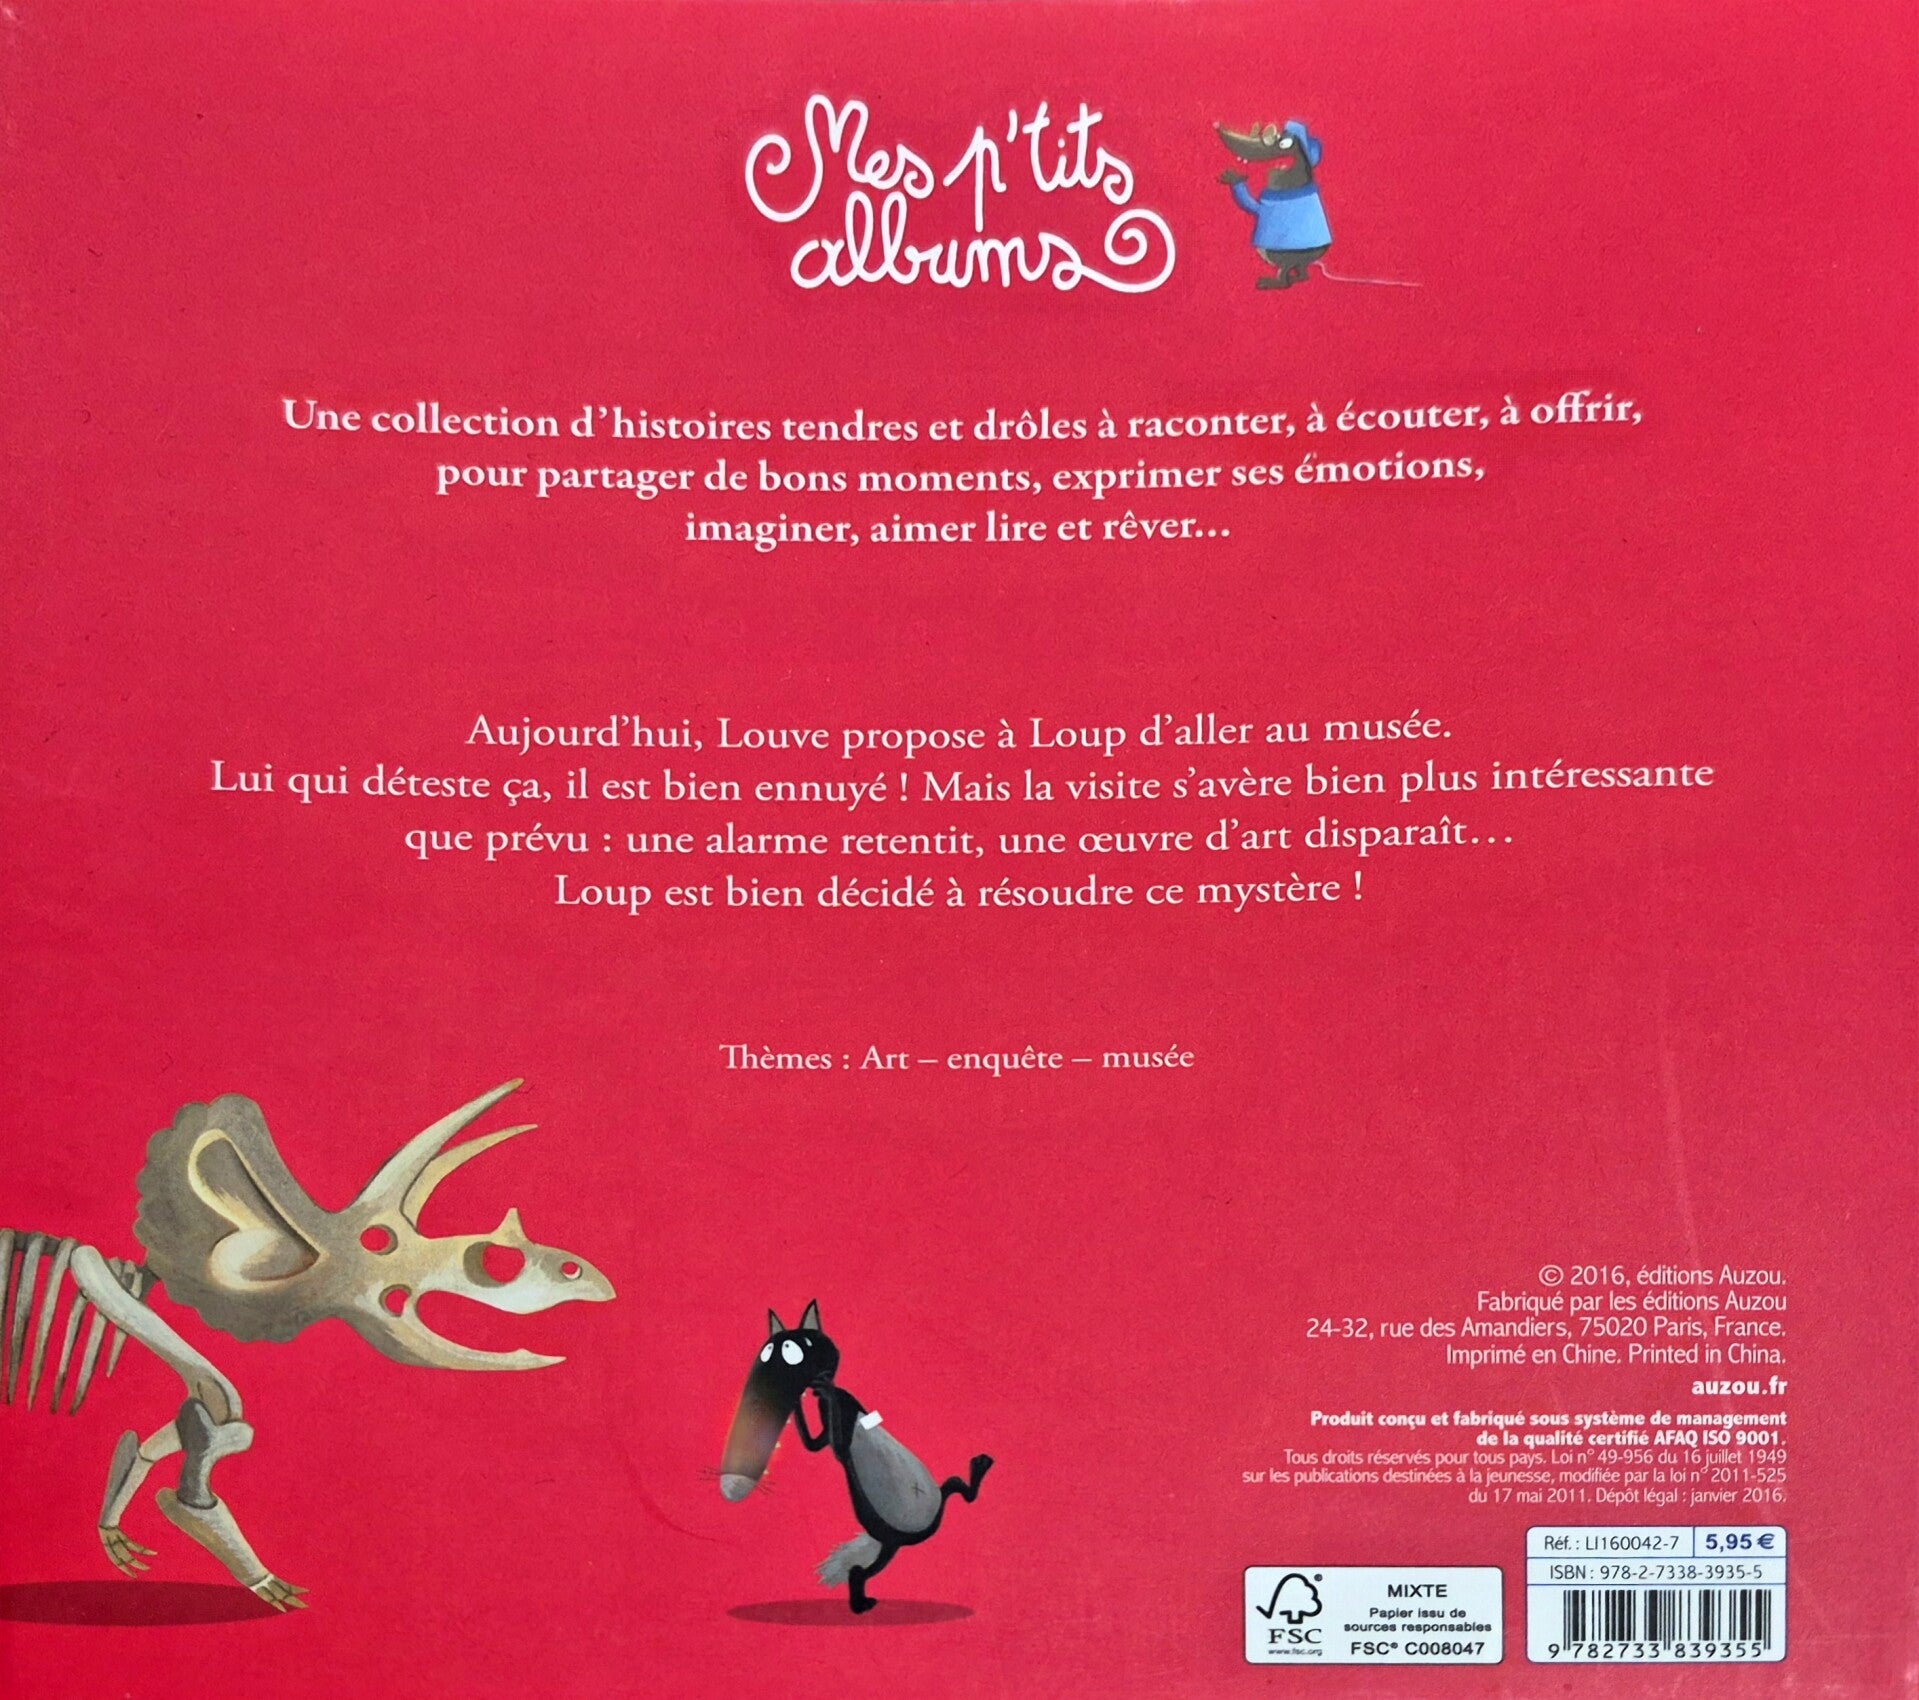 Mes p'tits
albums
Une collection d'histoires tendres et drôles à raconter, à écouter, à offrir,
pour partager de bons moments, exprimer ses émotions,
imaginer, aimer lire et rêver...
Aujourd'hui, Louve propose à Loup d'aller au musée.
Lui qui déteste ça, il est bien ennuyé ! Mais la visite s'avère bien plus intéressante
que prévu : une alarme retentit, une œuvre d'art disparaît...
Loup est bien décidé à résoudre ce mystère !
Thèmes : Art – enquête – musée
© 2016, éditions Auzou.
Fabriqué par les éditions Auzou
24-32, rue des Amandiers, 75020 Paris, France.
Imprimé en Chine. Printed in China.
auzou.fr
Produit conçu et fabriqué sous système de management
de la qualité certifié AFAQ ISO 9001.
Tous droits réservés pour tous pays. Loi n° 49-956 du 16 juillet 1949
sur les publications destinées à la jeunesse, modifiée par la loi n° 2011-525
du 17 mai 2011. Dépôt légal : janvier 2016.
Réf. : LI160042-7 5,95 €
ISBN : 978-2-7338-3935-5
9 782733 839355
FSC®
www.fsc.org
MIXTE
Papier issu de
sources responsables
FSC® C008047